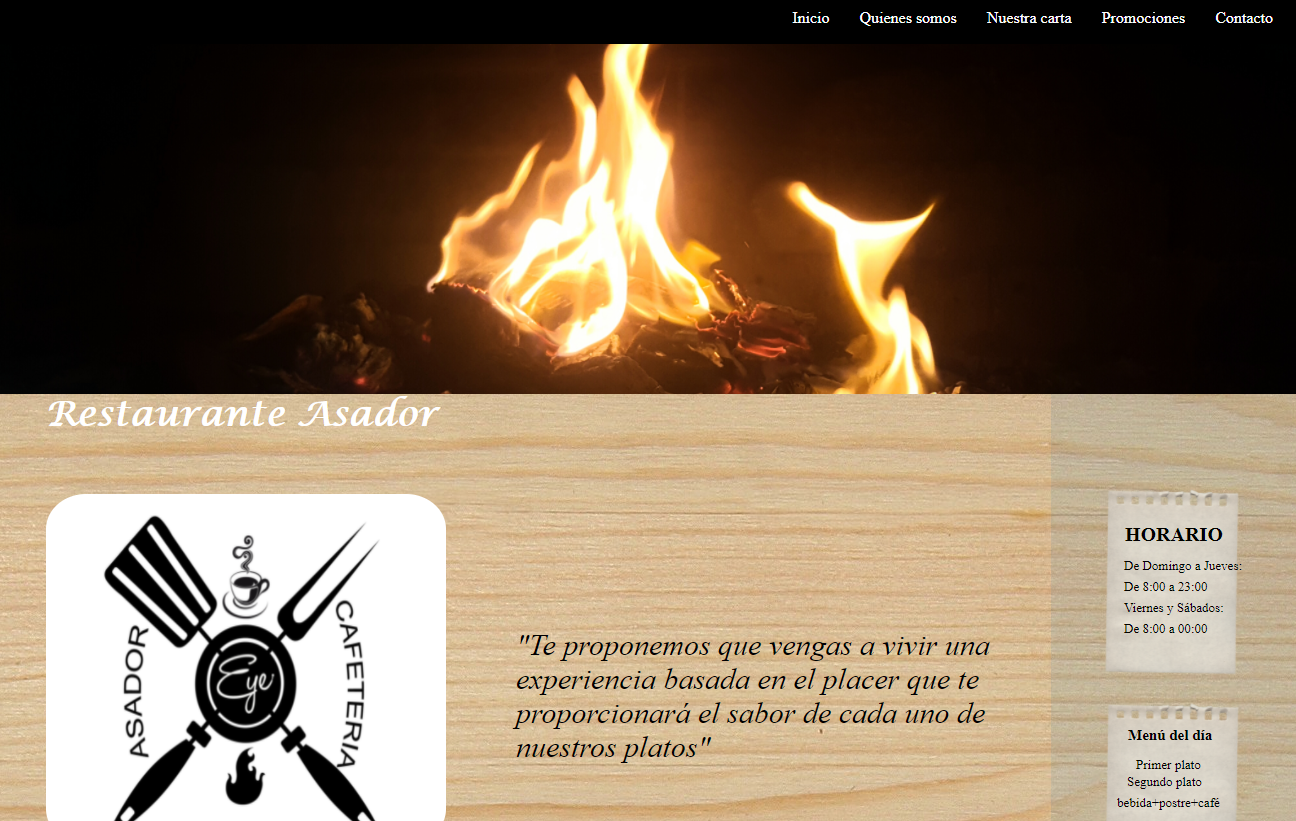 Inicio Quienes somos Nuestra carta Promociones Contacto
Restaurante Asador
ASADOR
Eye
CAFETERIA
"Te proponemos que vengas a vivir una
experiencia basada en el placer que te
proporcionará el sabor de cada uno de
nuestros platos"
HORARIO
De Domingo a Jueves:
De 8:00 a 23:00
Viernes y Sábados:
De 8:00 a 00:00
Menú del día
Primer plato
Segundo plato
bebida+postre+café